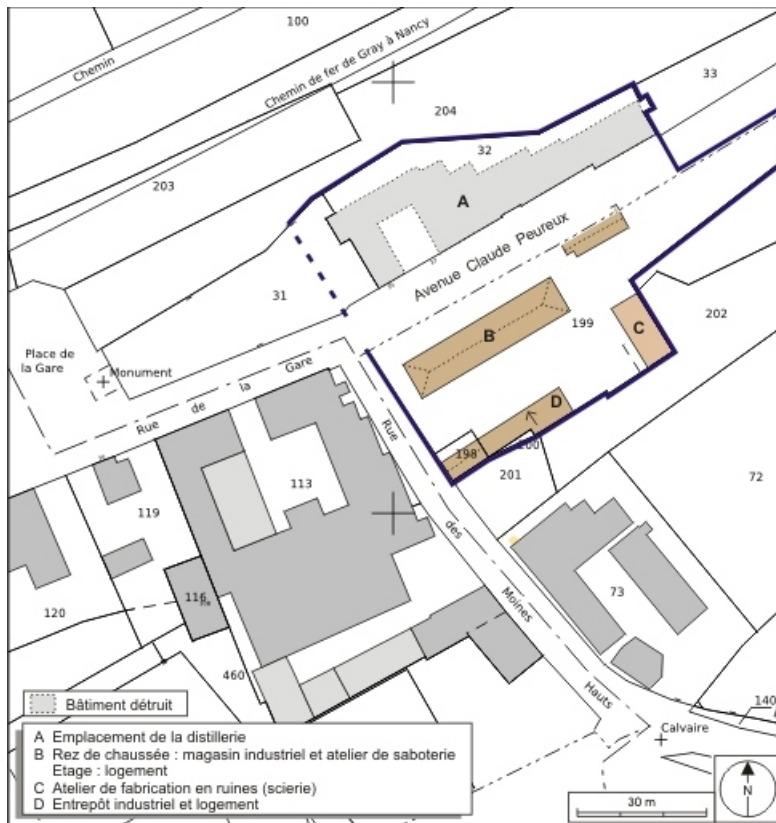 100
Chemin
Chemin de fer de Gray à Nancy
33
204
32
203
A
Avenue Claude Peureux
31
199
202
B
C
Place de
la Gare
Monument
Rue de la Gare
D
198
200
201
Rue des Hauts Moines
113
72
119
73
116
120
460
140
Calvaire
Bâtiment détruit
A Emplacement de la distillerie
B Rez de chaussée : magasin industriel et atelier de saboterie
Etage : logement
C Atelier de fabrication en ruines (scierie)
D Entrepôt industriel et logement
30 m
N